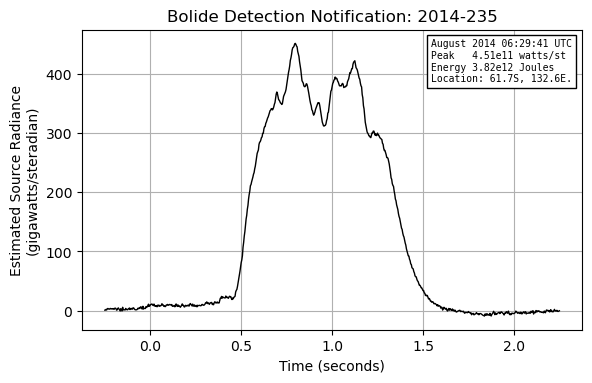 Bolide Detection Notification: 2014-235
August 2014 06:29:41 UTC
Peak   4.51e11 watts/st
Energy 3.82e12 Joules
Location: 61.7S, 132.6E.
Estimated Source Radiance
(gigawatts/steradian)
400
300
200
100
0
0.0 0.5 1.0 1.5 2.0
Time (seconds)